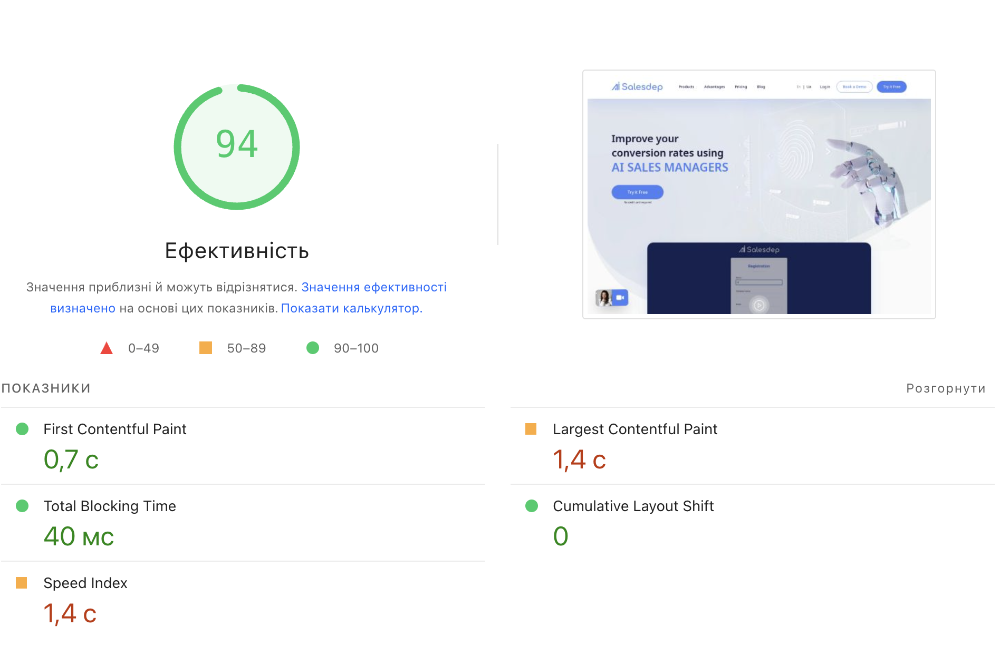 94
Ефективність
Значення приблизні й можуть відрізнятися. Значення ефективності
визначено на основі цих показників. Показати калькулятор.
0–49
50–89
90–100
Ai Salesdep
Products
Advantages
Pricing
Blog
En | Ua
Log in
Book a Demo
Try it Free
Improve your
conversion rates using
AI SALES MANAGERS
Try it Free
No credit card required
Ai Salesdep
Registration
ПОКАЗНИКИ
Розгорнути
First Contentful Paint
0,7 с
Largest Contentful Paint
1,4 с
Total Blocking Time
40 мс
Cumulative Layout Shift
0
Speed Index
1,4 с